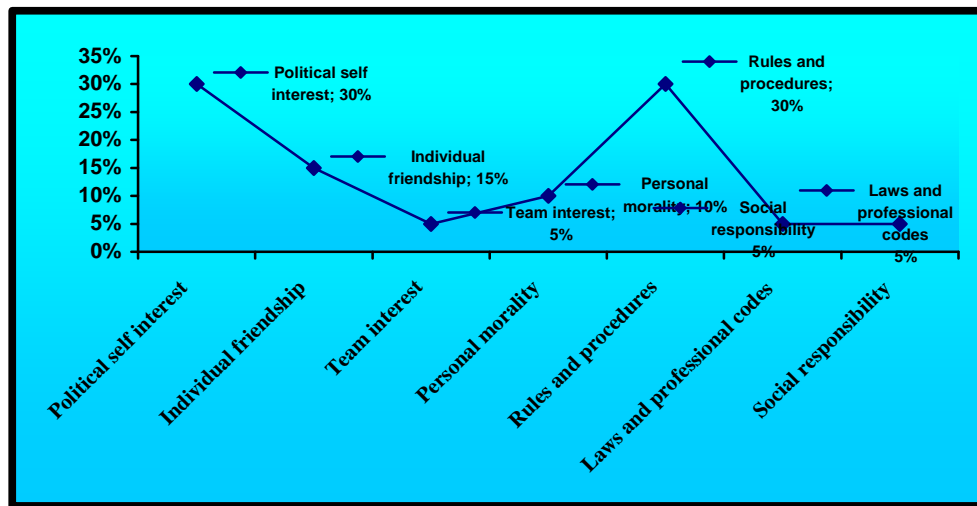 35%
30%
25%
20%
15%
10%
5%
0%
Political self
interest; 30%
Individual
friendship; 15%
Team interest;
5%
Personal
morality; 10%
Rules and
procedures;
30%
Social
responsibility
5%
Laws and
professional
codes
5%
Political self interest
Individual friendship
Team interest
Personal morality
Rules and procedures
Laws and professional codes
Social responsibility